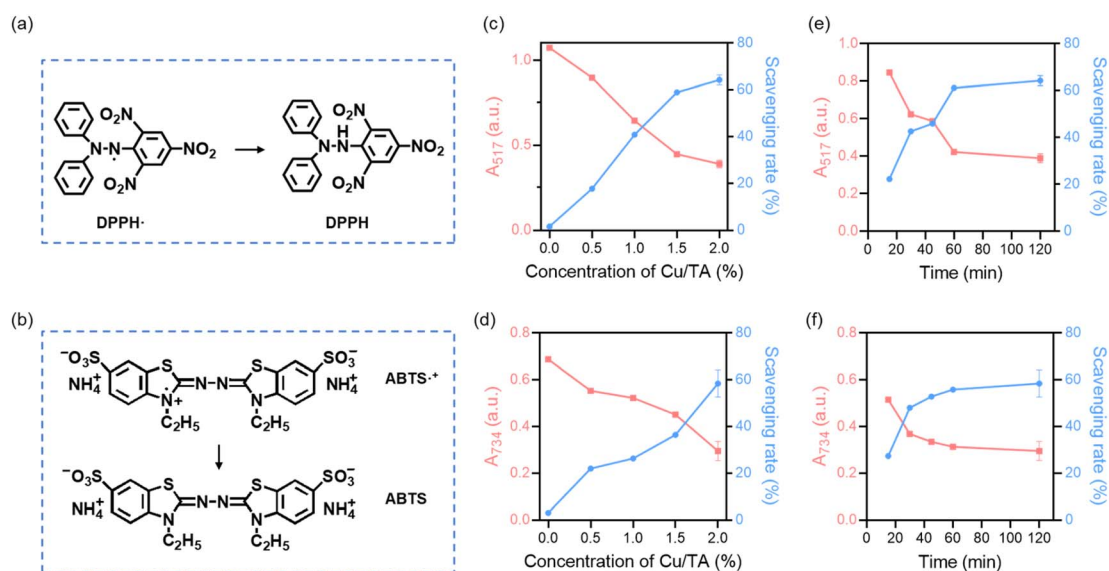 (a)
NO₂
H
NO₂
N
N
NO₂
N
NH
NO₂
NO₂
NO₂
DPPH·
DPPH
(b)
⁻O₃S
S
S
SO₃⁻
NH₄⁺
N
N
NH₄⁺
ABTS·⁺
N⁺
N
C₂H₅
C₂H₅
⁻O₃S
S
S
SO₃⁻
NH₄⁺
N
N
NH₄⁺
ABTS
N
N
C₂H₅
C₂H₅
(c)
A₅₁₇ (a.u.)
1.0
0.5
0.0
0.0 0.5 1.0 1.5 2.0
Concentration of Cu/TA (%)
80
60
40
20
0
Scavenging rate (%)
(e)
A₅₁₇ (a.u.)
1.0
0.8
0.6
0.4
0.2
0.0
0 20 40 60 80 100 120
Time (min)
80
60
40
20
0
Scavenging rate (%)
(d)
A₇₃₄ (a.u.)
0.8
0.6
0.4
0.2
0.0
0.0 0.5 1.0 1.5 2.0
Concentration of Cu/TA (%)
80
60
40
20
0
Scavenging rate (%)
(f)
A₇₃₄ (a.u.)
0.8
0.6
0.4
0.2
0.0
0 20 40 60 80 100 120
Time (min)
80
60
40
20
0
Scavenging rate (%)